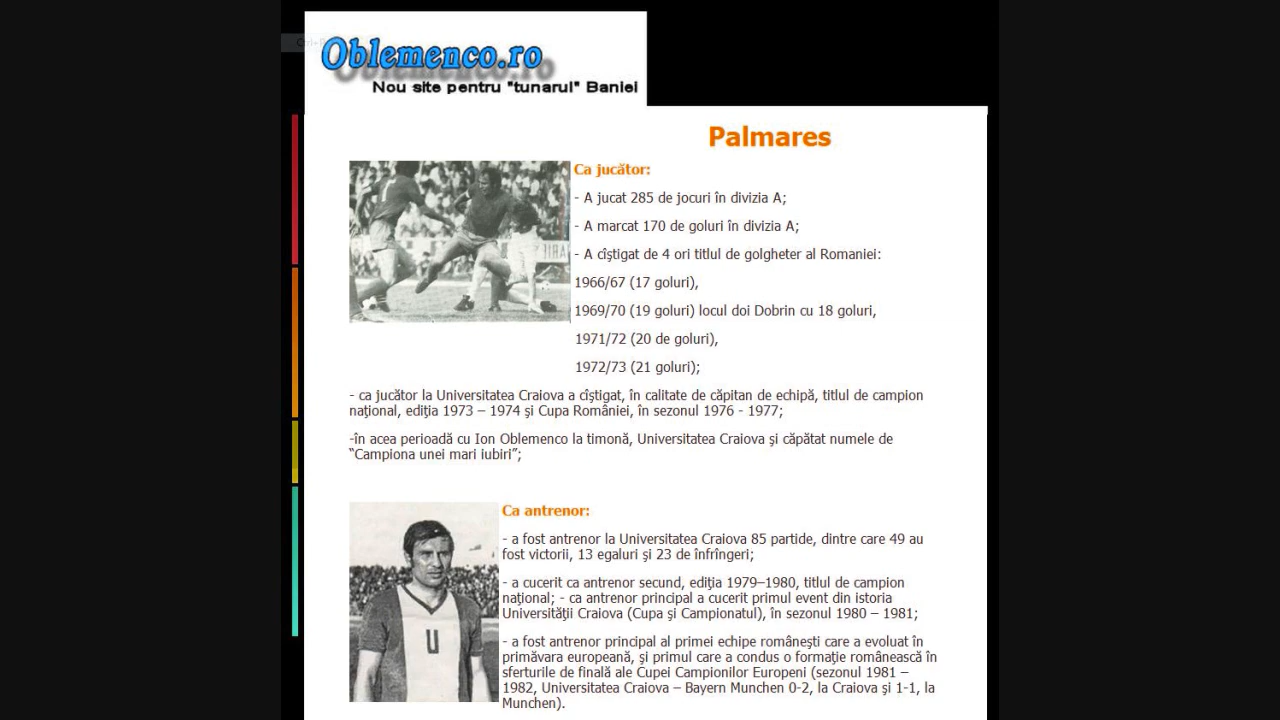 Oblemenco.ro
Nou site pentru "tunarul" Baniei
Palmares
Ca jucător:
- A jucat 285 de jocuri în divizia A;
- A marcat 170 de goluri în divizia A;
- A cîştigat de 4 ori titlul de golgheter al Romaniei:
1966/67 (17 goluri),
1969/70 (19 goluri) locul doi Dobrin cu 18 goluri,
1971/72 (20 de goluri),
1972/73 (21 goluri);
- ca jucător la Universitatea Craiova a cîştigat, în calitate de căpitan de echipă, titlul de campion
naţional, ediţia 1973 – 1974 şi Cupa României, în sezonul 1976 - 1977;
-în acea perioadă cu Ion Oblemenco la timonă, Universitatea Craiova şi căpătat numele de
“Campiona unei mari iubiri”;
Ca antrenor:
- a fost antrenor la Universitatea Craiova 85 partide, dintre care 49 au
fost victorii, 13 egaluri şi 23 de înfrîngeri;
- a cucerit ca antrenor secund, ediţia 1979–1980, titlul de campion
naţional; - ca antrenor principal a cucerit primul event din istoria
Universităţii Craiova (Cupa şi Campionatul), în sezonul 1980 – 1981;
- a fost antrenor principal al primei echipe româneşti care a evoluat în
primăvara europeană, şi primul care a condus o formaţie românească în
sferturile de finală ale Cupei Campionilor Europeni (sezonul 1981 –
1982, Universitatea Craiova – Bayern Munchen 0-2, la Craiova şi 1-1, la
Munchen).
U